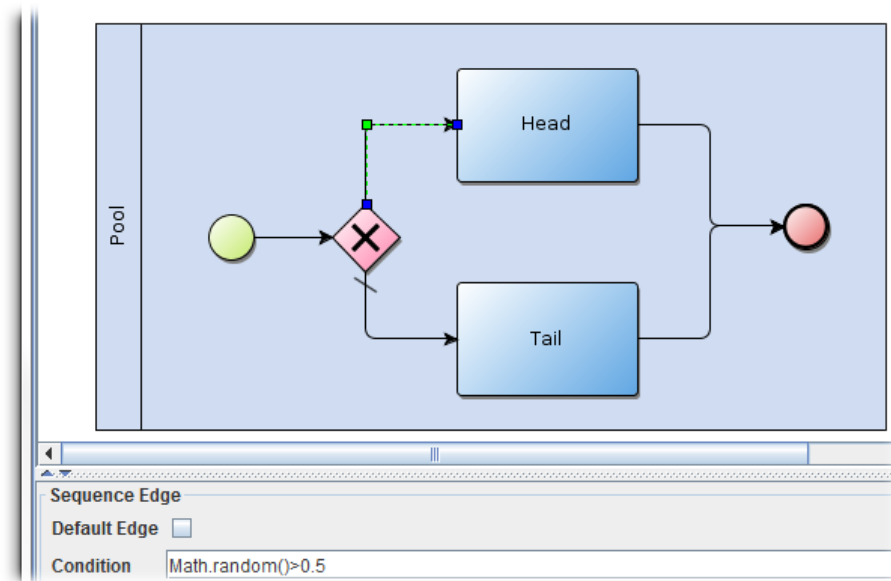 Head
Pool
Tail
Sequence Edge
Default Edge
Condition Math.random()>0.5